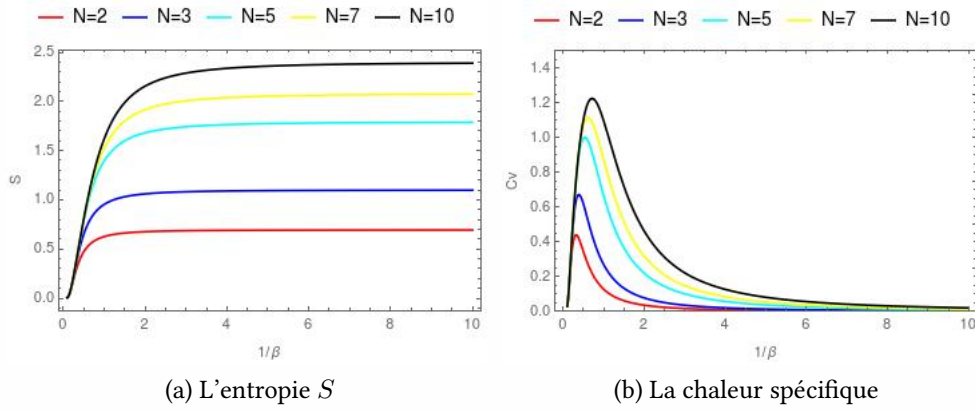 N=2 N=3 N=5 N=7 N=10 N=2 N=3 N=5 N=7 N=10
2.5
2.0
1.5
1.0
0.5
0.0
S
0 2 4 6 8 10
1/β
1.4
1.2
1.0
0.8
0.6
0.4
0.2
0.0
Cv
0 2 4 6 8 10
1/β
(a) L'entropie S
(b) La chaleur spécifique